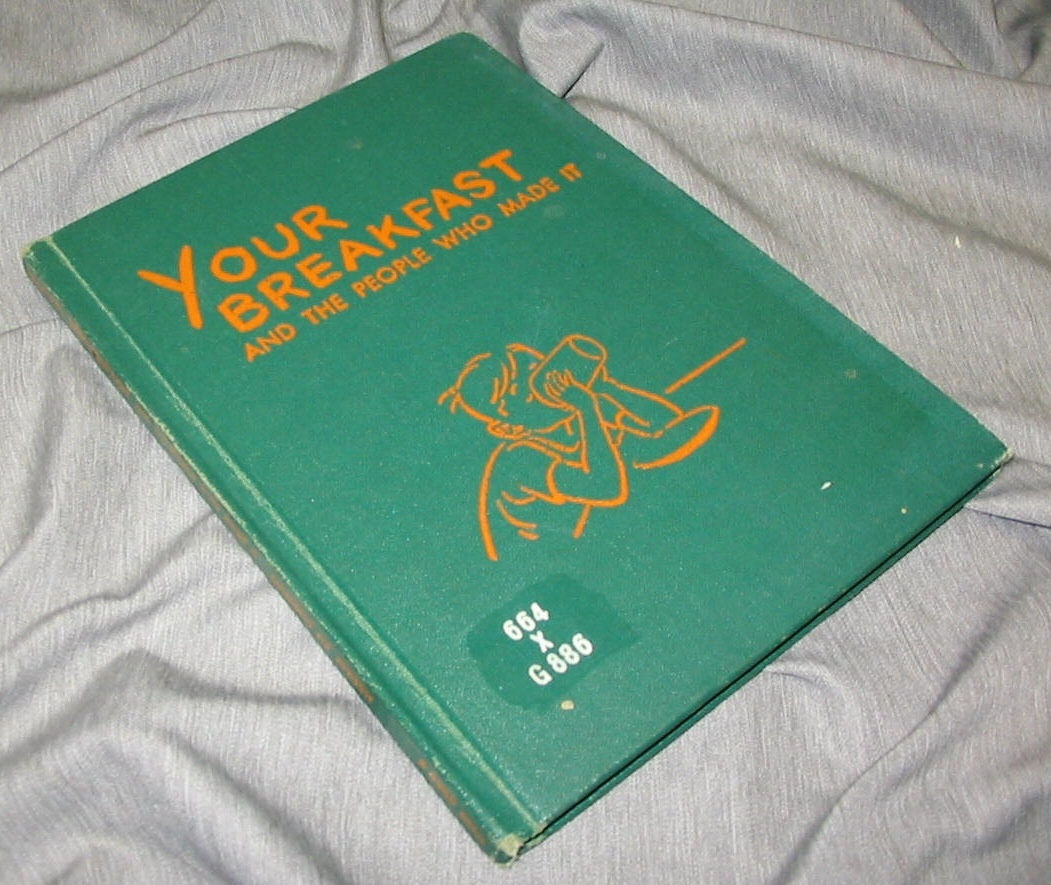 YOUR
BREAKFAST
AND THE PEOPLE WHO MADE IT
664
X
G886